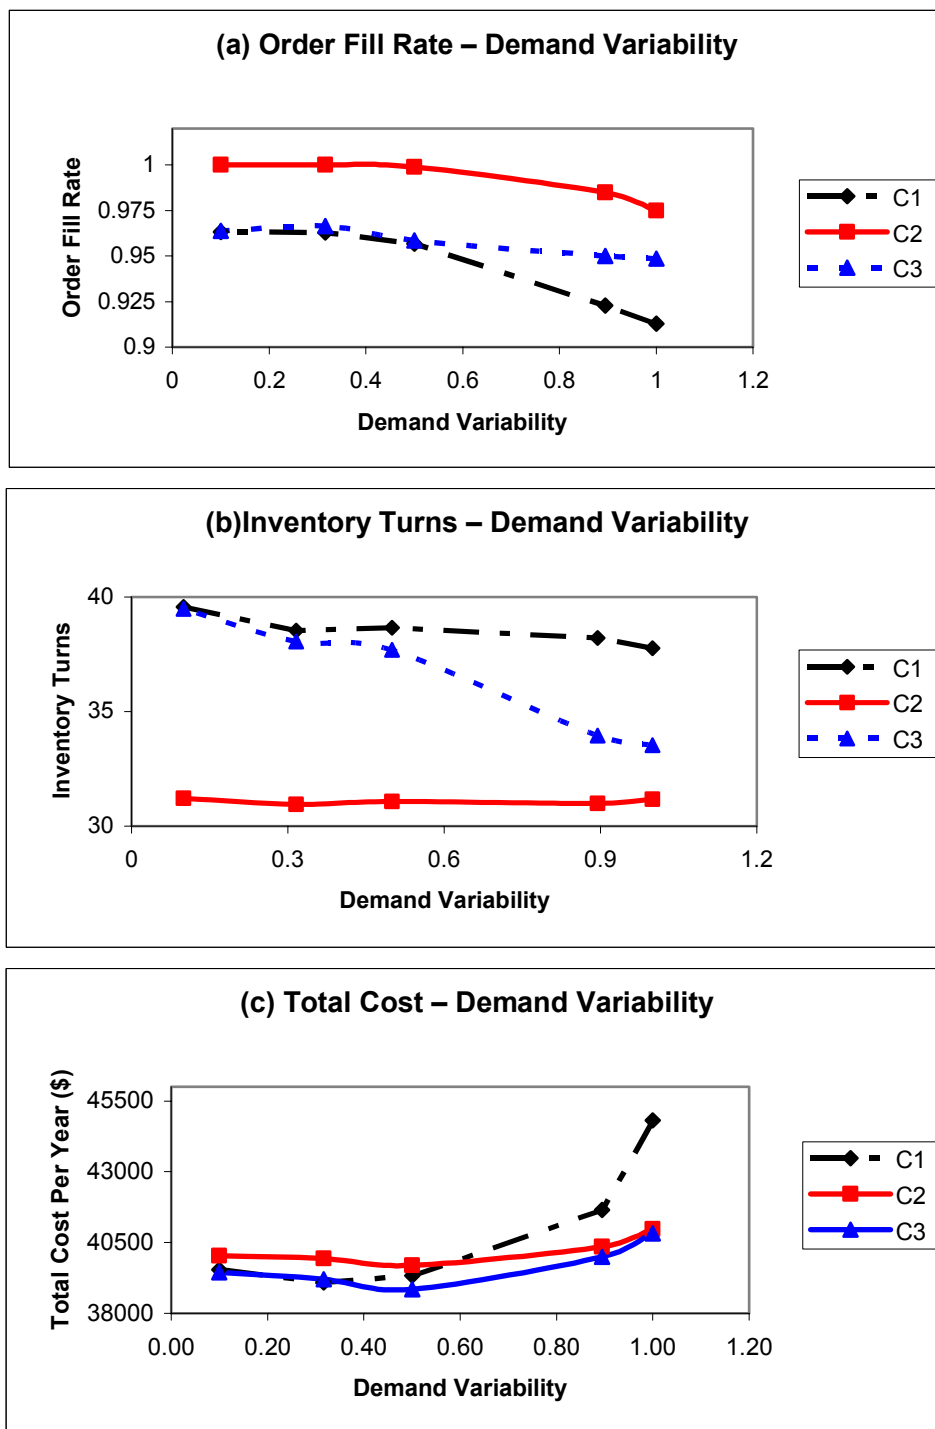 (a) Order Fill Rate – Demand Variability
Order Fill Rate
1
0.975
0.95
0.925
0.9
0
0.2
0.4
0.6
0.8
1
1.2
Demand Variability
C1
C2
C3
(b)Inventory Turns – Demand Variability
Inventory Turns
40
35
30
0
0.3
0.6
0.9
1.2
Demand Variability
C1
C2
C3
(c) Total Cost – Demand Variability
Total Cost Per Year ($)
45500
43000
40500
38000
0.00
0.20
0.40
0.60
0.80
1.00
1.20
Demand Variability
C1
C2
C3